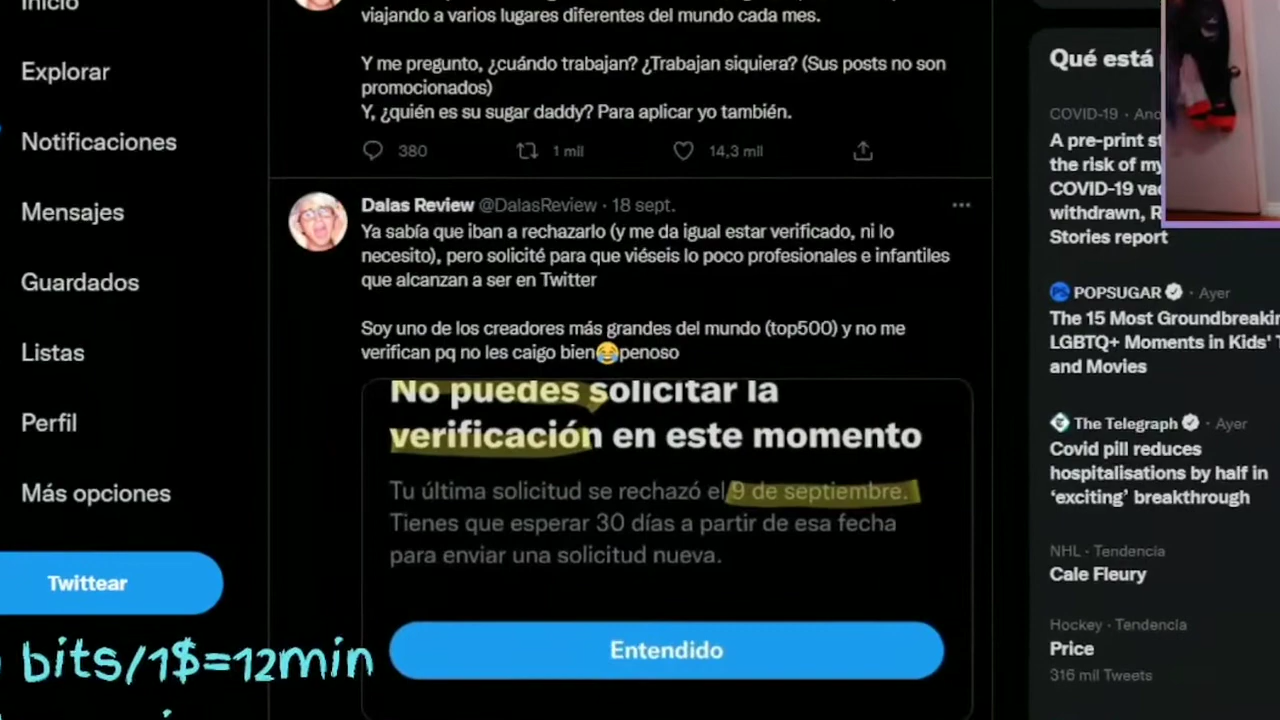 Inicio
Explorar
Notificaciones
Mensajes
Guardados
Listas
Perfil
Más opciones
Twittear
bits/1$=12min
viajando a varios lugares diferentes del mundo cada mes.
Y me pregunto, ¿cuándo trabajan? ¿Trabajan siquiera? (Sus posts no son
promocionados)
Y, ¿quién es su sugar daddy? Para aplicar yo también.
380 1 mil 14,3 mil
Dalas Review @DalasReview · 18 sept.
Ya sabía que iban a rechazarlo (y me da igual estar verificado, ni lo
necesito), pero solicité para que viéseis lo poco profesionales e infantiles
que alcanzan a ser en Twitter
Soy uno de los creadores más grandes del mundo (top500) y no me
verifican pq no les caigo bien😂penoso
No puedes solicitar la
verificación en este momento
Tu última solicitud se rechazó el 9 de septiembre.
Tienes que esperar 30 días a partir de esa fecha
para enviar una solicitud nueva.
Entendido
Qué está
COVID-19 · Ano
A pre-print st
the risk of my
COVID-19 vac
withdrawn, R
Stories report
POPSUGAR · Ayer
The 15 Most Groundbreakin
LGBTQ+ Moments in Kids' T
and Movies
The Telegraph · Ayer
Covid pill reduces
hospitalisations by half in
‘exciting’ breakthrough
NHL · Tendencia
Cale Fleury
Hockey · Tendencia
Price
316 mil Tweets